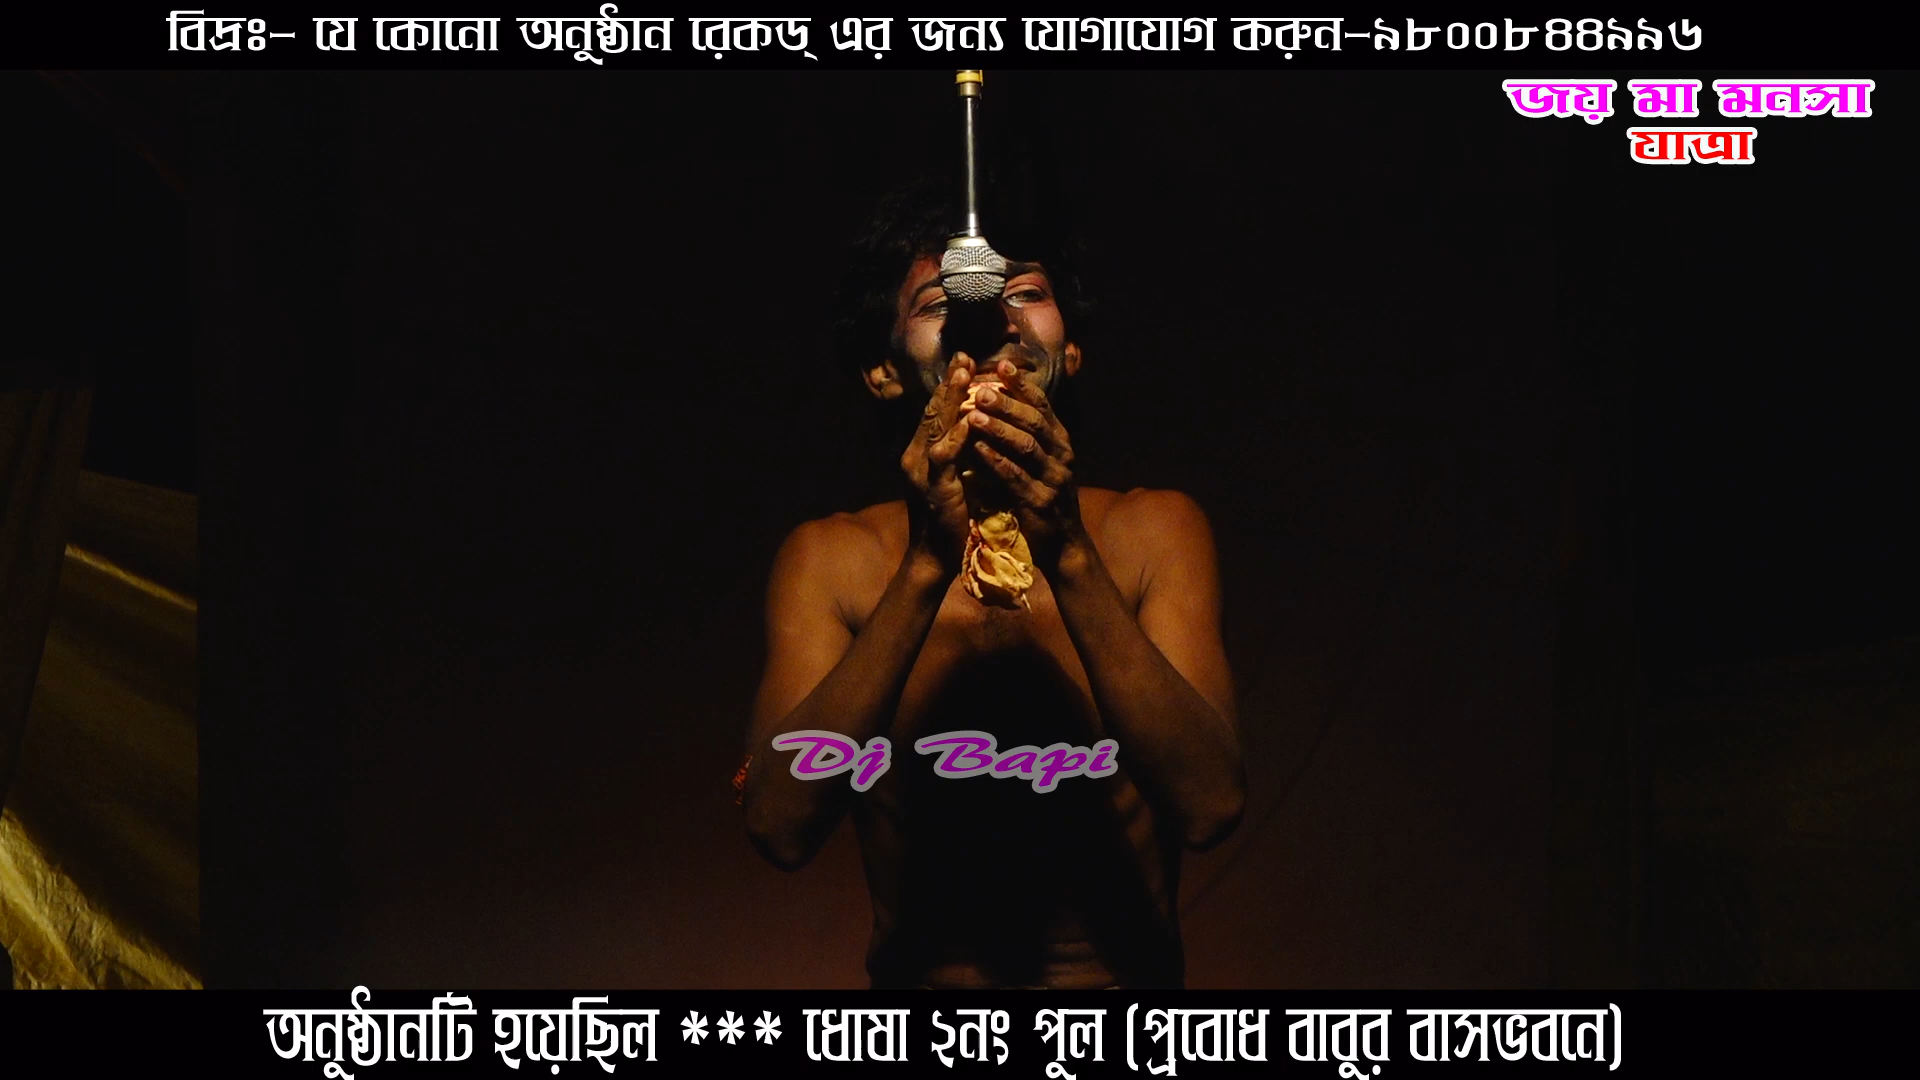 বিদ্রঃ- যে কোনো অনুষ্ঠান রেকড্ এর জন্য যোগাযোগ করুন-৯৮০০৮৪৪৯৯৬
জয় মা মনসা
যাত্রা
Dj Bapi
অনুষ্ঠানটি হয়েছিল *** ধোষা ২নং পুল (প্রবোধ বাবুর বাসভবনে)